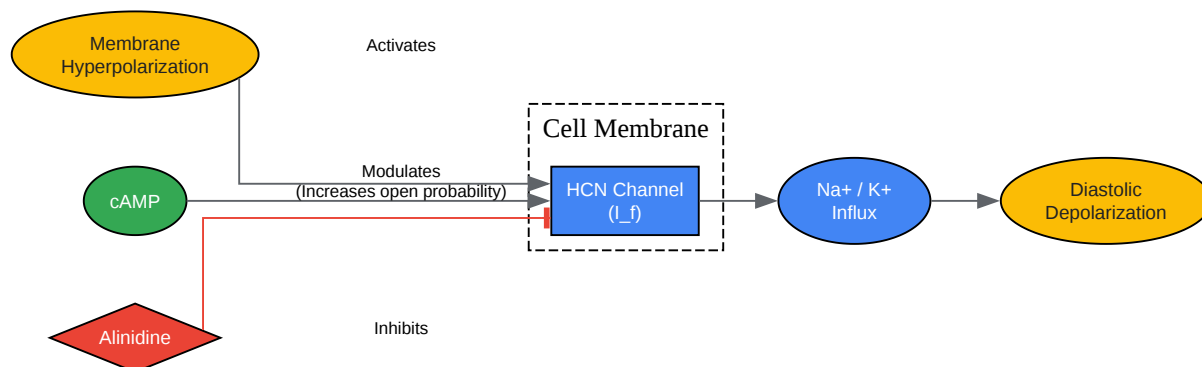 Membrane
Hyperpolarization
Activates
Cell Membrane
Modulates
(Increases open probability)
cAMP
HCN Channel
(I_f)
Na+ / K+
Influx
Diastolic
Depolarization
Alinidine
Inhibits